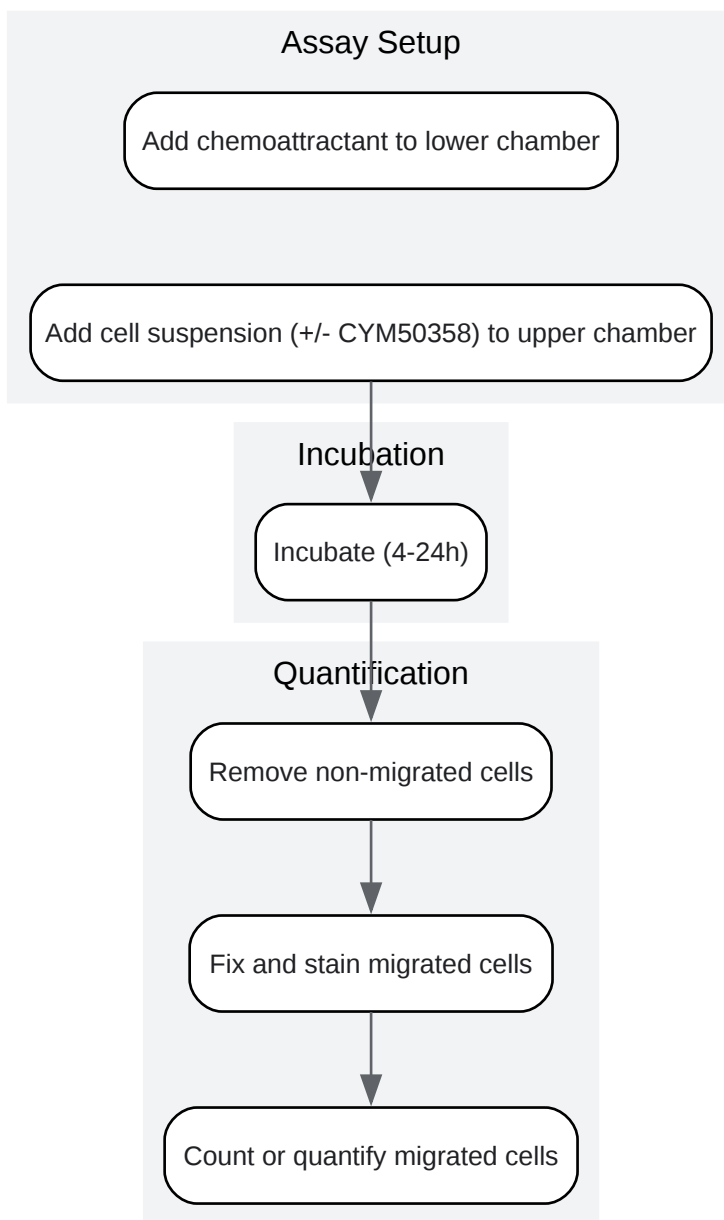 Assay Setup
Add chemoattractant to lower chamber
Add cell suspension (+/- CYM50358) to upper chamber
Incubation
Incubate (4-24h)
Quantification
Remove non-migrated cells
Fix and stain migrated cells
Count or quantify migrated cells